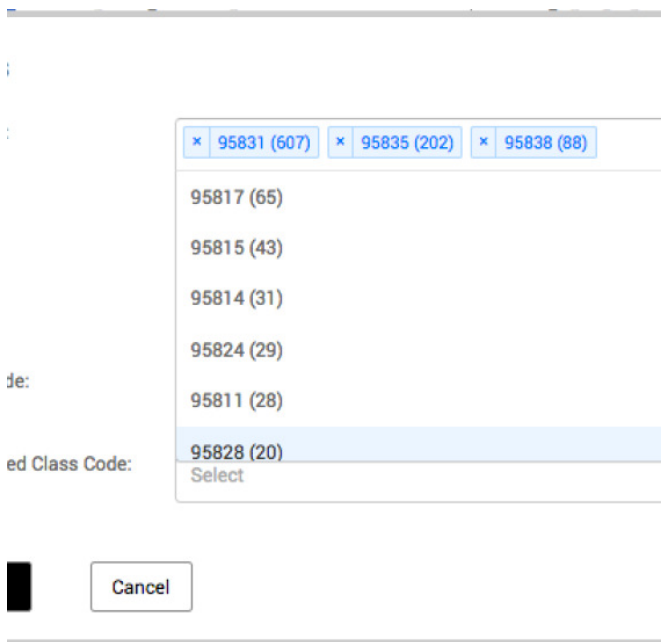 × 95831 (607) × 95835 (202) × 95838 (88)
95817 (65)
95815 (43)
95814 (31)
95824 (29)
de:
95811 (28)
95828 (20)
ed Class Code:
Select
Cancel